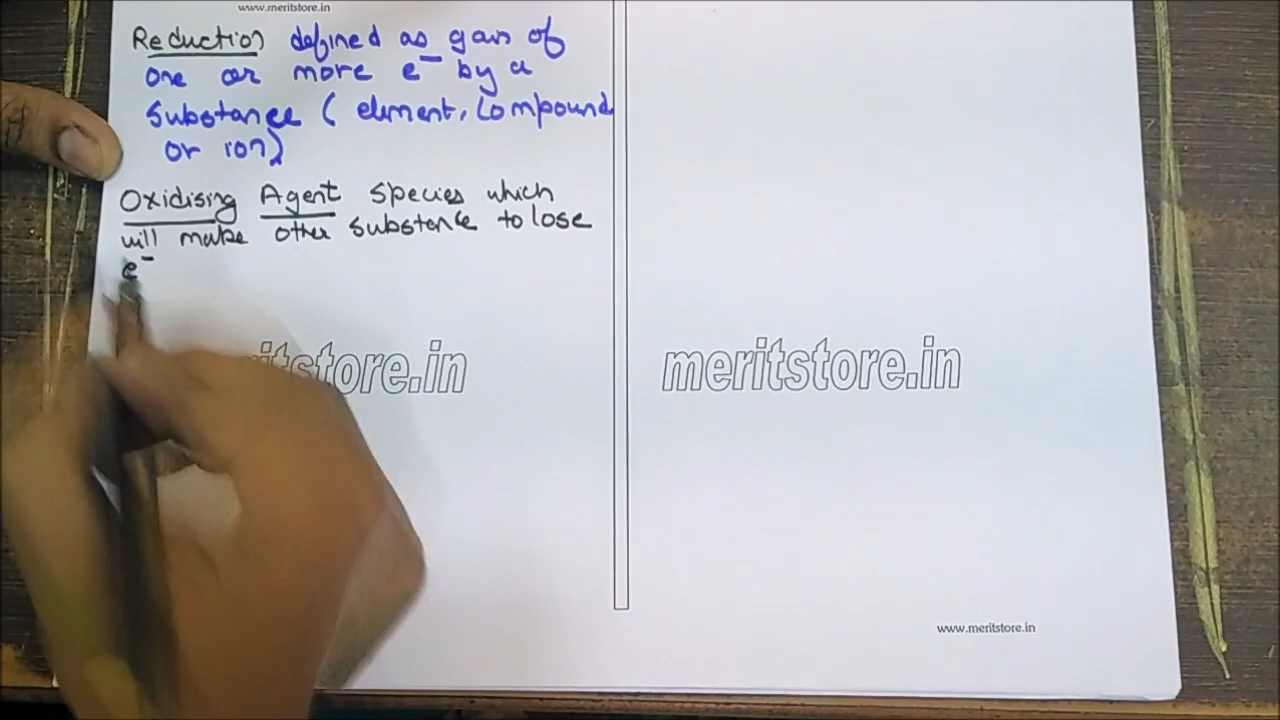 www.meritstore.in
Reduction defined as gain of
one or more e⁻ by a
substance ( element, compound
or ion)
Oxidising Agent species which
will make other substance to lose
e⁻
itstore.in
meritstore.in
www.meritstore.in